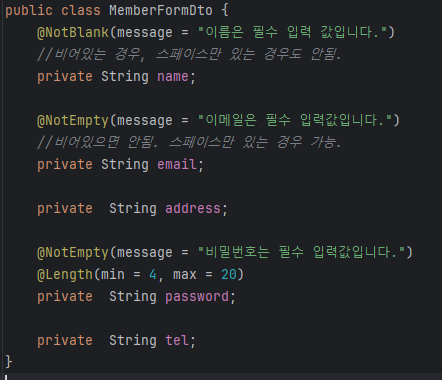 public class MemberFormDto {
    @NotBlank(message = "이름은 필수 입력 값입니다.")
    //비어있는 경우, 스페이스만 있는 경우도 안됨.
    private String name;
    @NotEmpty(message = "이메일은 필수 입력값입니다.")
    //비어있으면 안됨. 스페이스만 있는 경우 가능.
    private String email;
    private  String address;
    @NotEmpty(message = "비밀번호는 필수 입력값입니다.")
    @Length(min = 4, max = 20)
    private  String password;
    private  String tel;
}